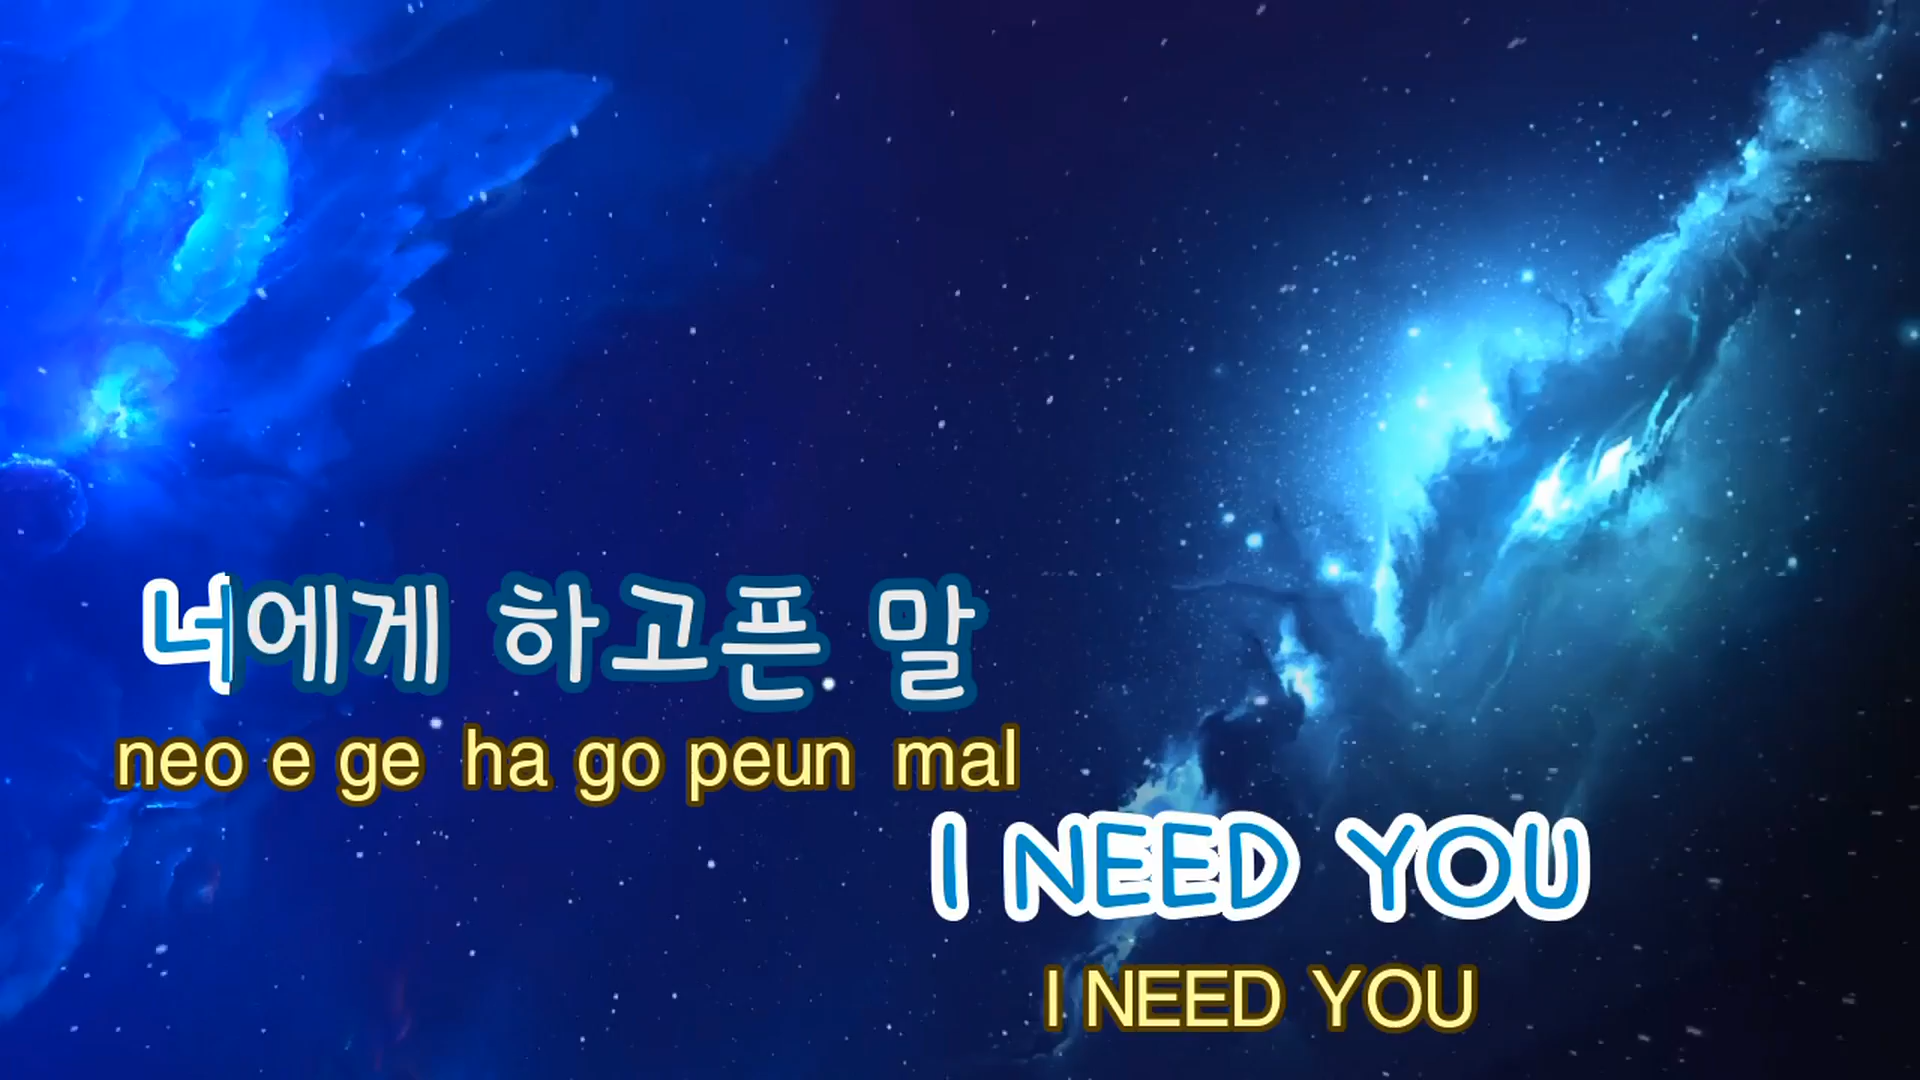 너에게 하고픈 말
neo e ge ha go peun mal
I NEED YOU
I NEED YOU